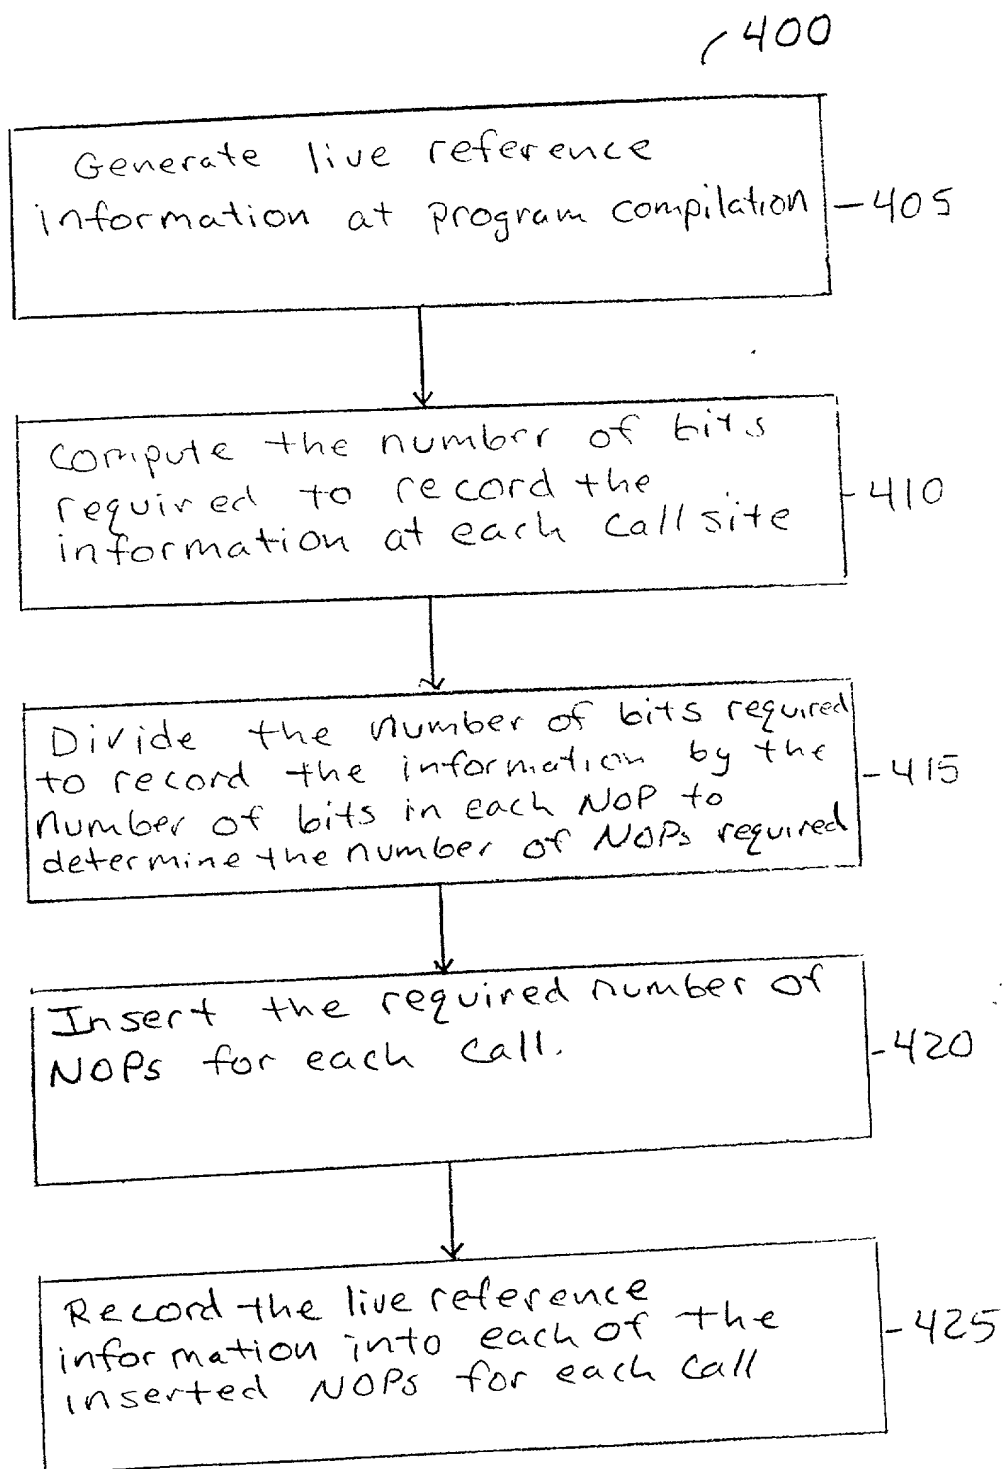 400
Generate live reference
information at program compilation
405
Compute the number of bits
required to record the
information at each call site
410
Divide the number of bits required
to record the information by the
number of bits in each NOP to
determine the number of NOPs required
415
Insert the required number of
NOPs for each call.
420
Record the live reference
information into each of the
inserted NOPs for each call
425